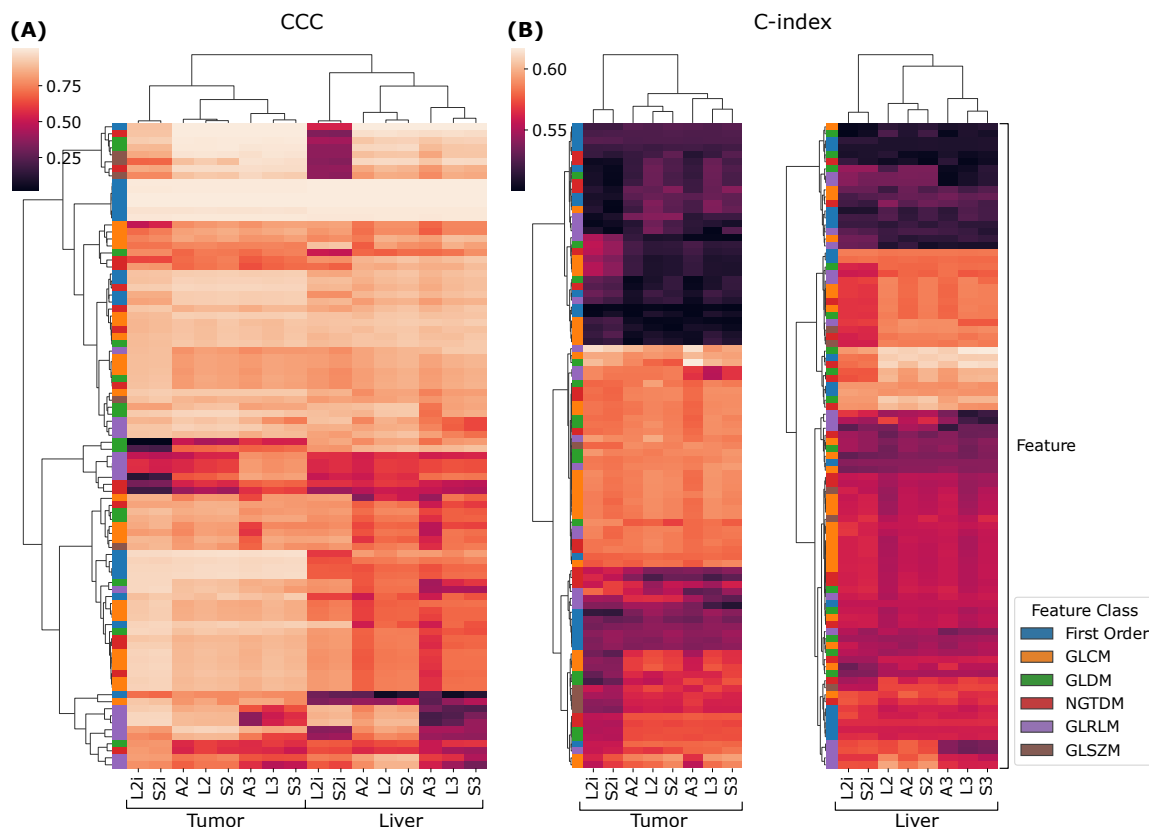 (A)
CCC
0.75
0.50
0.25
L2i
S2i
A2
L2
S2
A3
L3
S3
L2i
S2i
A2
L2
S2
A3
L3
S3
Tumor
Liver
(B)
C-index
0.60
0.55
L2i
S2i
A2
L2
S2
A3
L3
S3
Tumor
L2i
S2i
A2
L2
S2
A3
L3
S3
Liver
Feature
Feature Class
First Order
GLCM
GLDM
NGTDM
GLRLM
GLSZM